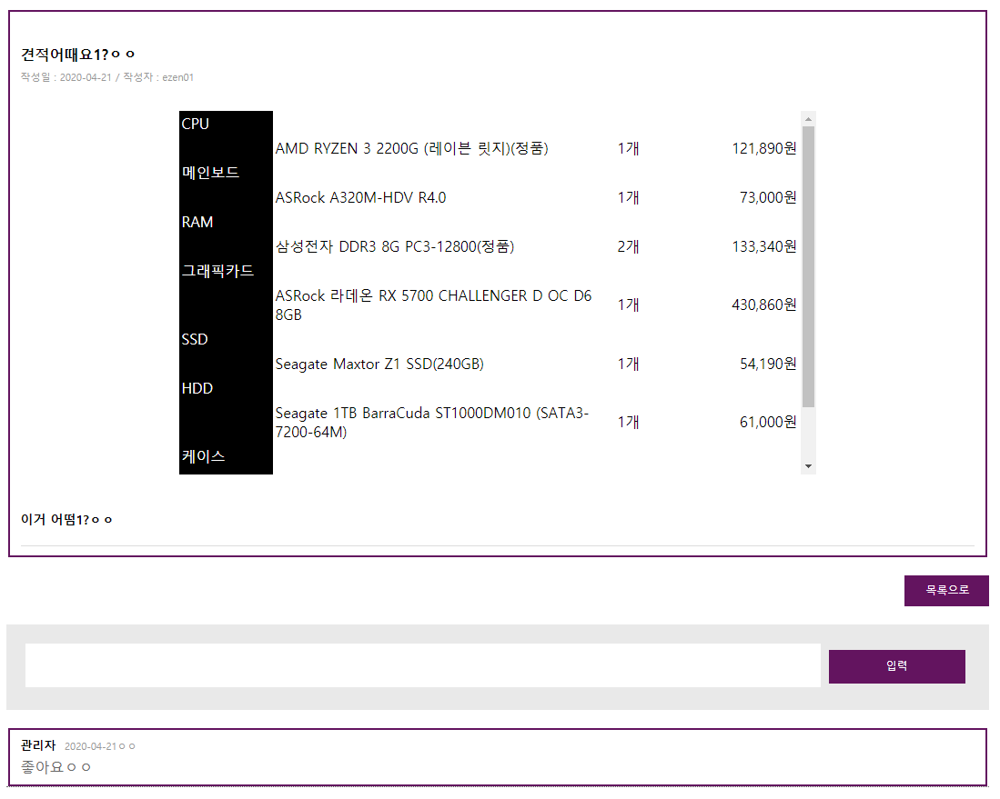 견적어때요1?ㅇㅇ
작성일 : 2020-04-21 / 작성자 : ezen01
CPU
AMD RYZEN 3 2200G (레이븐 릿지)(정품) 1개 121,890원
메인보드
ASRock A320M-HDV R4.0 1개 73,000원
RAM
삼성전자 DDR3 8G PC3-12800(정품) 2개 133,340원
그래픽카드
ASRock 라데온 RX 5700 CHALLENGER D OC D6
8GB 1개 430,860원
SSD
Seagate Maxtor Z1 SSD(240GB) 1개 54,190원
HDD
Seagate 1TB BarraCuda ST1000DM010 (SATA3-
7200-64M) 1개 61,000원
케이스
이거 어떰1?ㅇㅇ
목록으로
입력
관리자 2020-04-21ㅇㅇ
좋아요ㅇㅇ